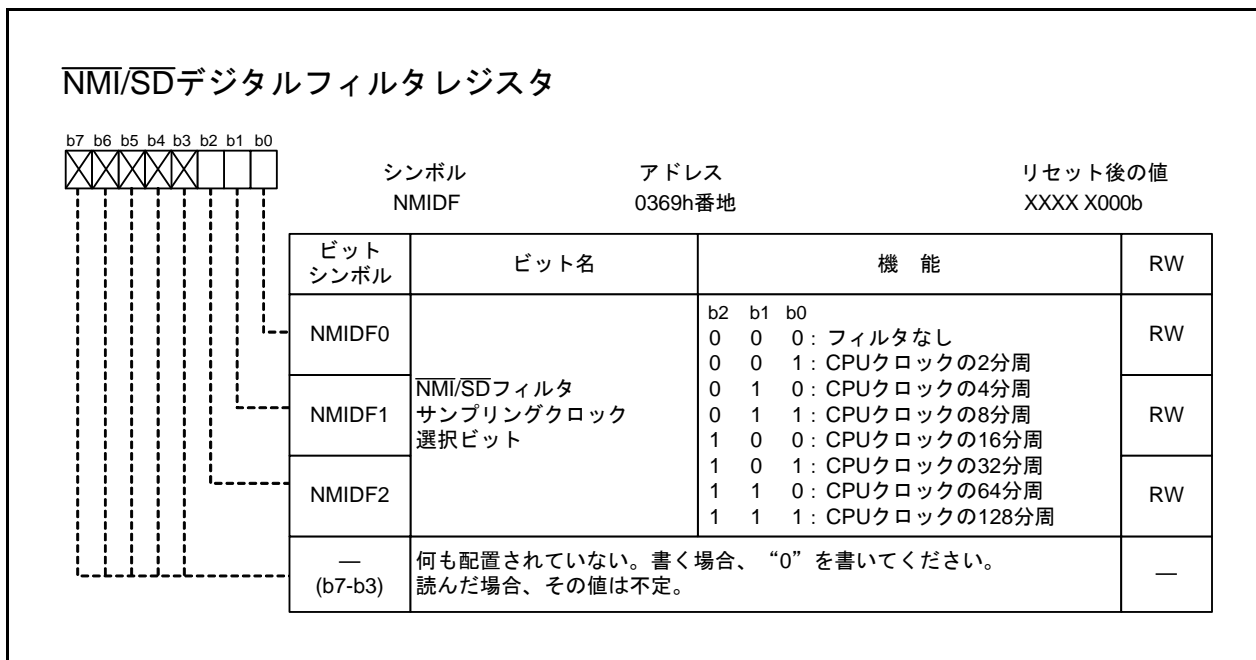 NMI/SDデジタルフィルタレジスタ
b7 b6 b5 b4 b3 b2 b1 b0
シンボル アドレス リセット後の値
NMIDF 0369h番地 XXXX X000b
ビット
シンボル
ビット名
機 能
RW
NMIDF0
NMI/SDフィルタ
サンプリングクロック
選択ビット
b2 b1 b0
0 0 0：フィルタなし
0 0 1：CPUクロックの2分周
0 1 0：CPUクロックの4分周
0 1 1：CPUクロックの8分周
1 0 0：CPUクロックの16分周
1 0 1：CPUクロックの32分周
1 1 0：CPUクロックの64分周
1 1 1：CPUクロックの128分周
RW
NMIDF1
RW
NMIDF2
RW
—
(b7-b3)
何も配置されていない。書く場合、“0”を書いてください。
読んだ場合、その値は不定。
—